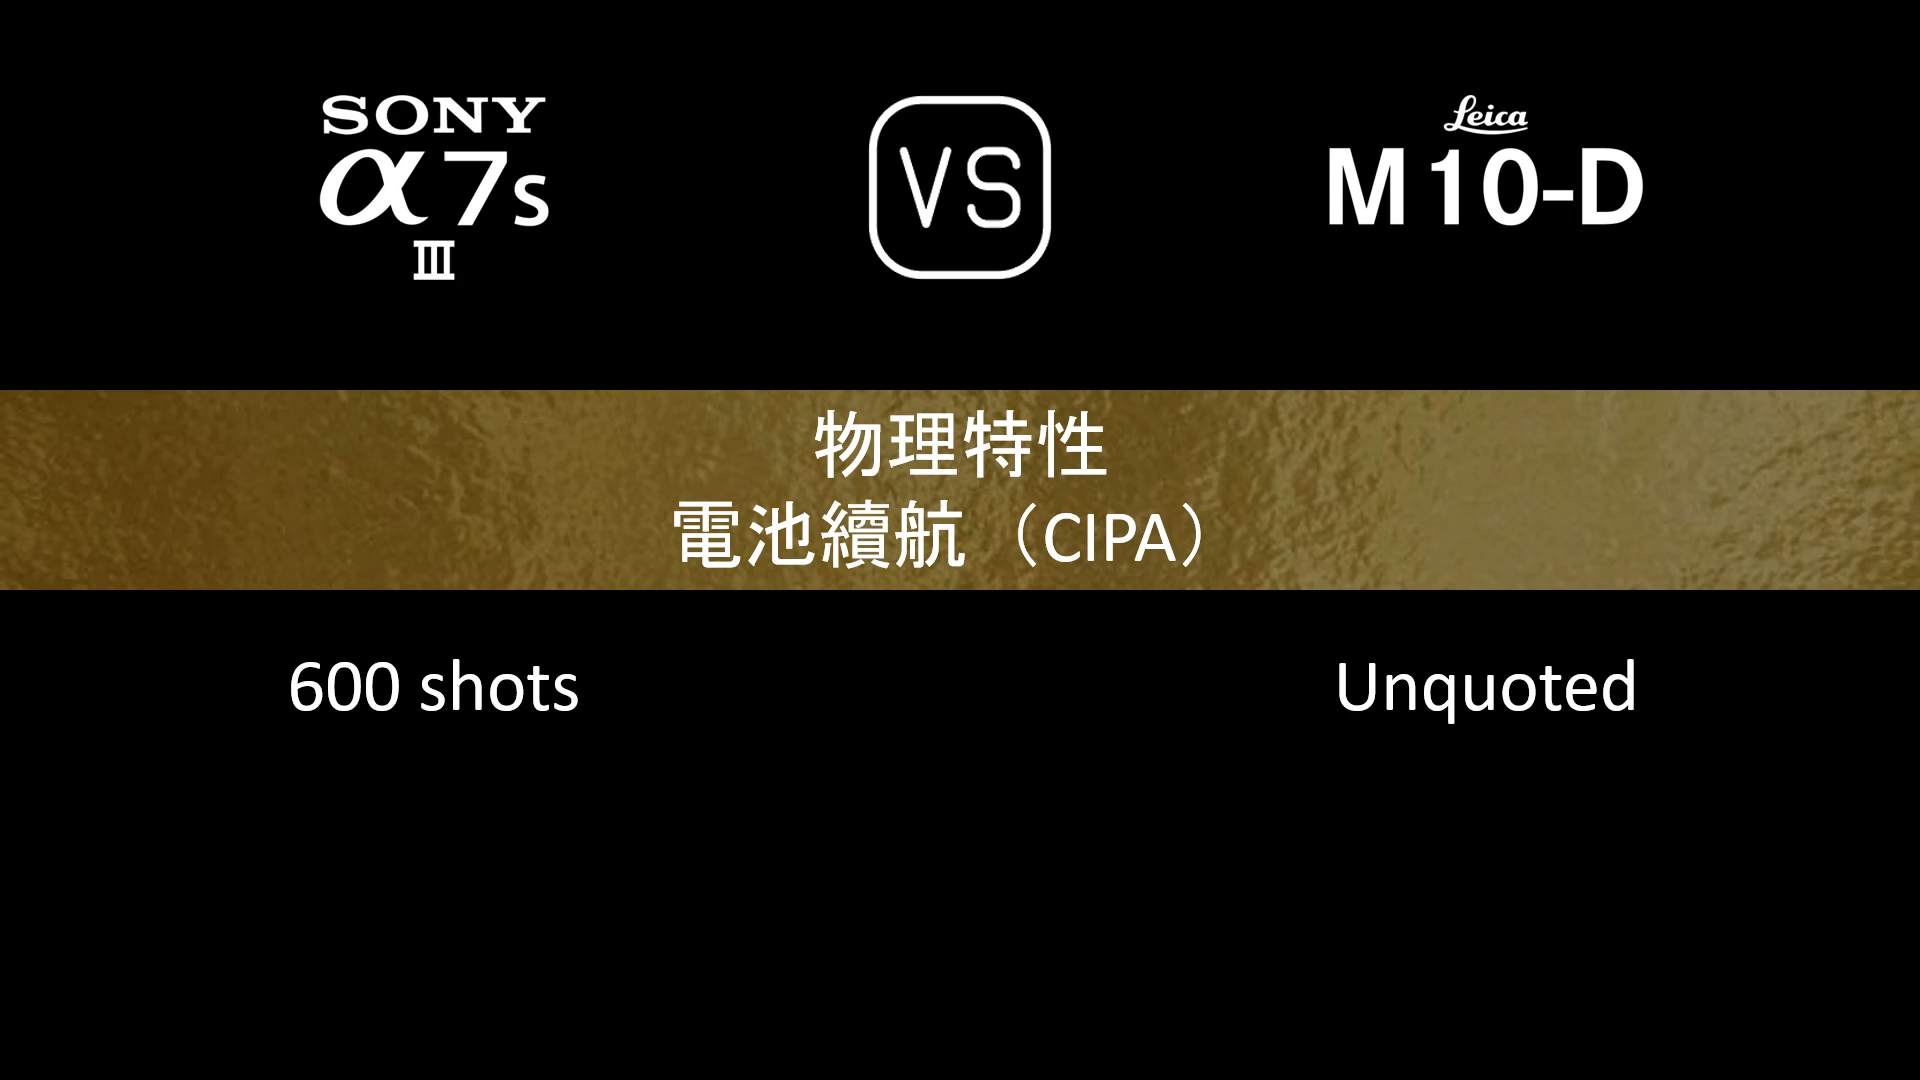 SONY
α7s
III
VS
Leica
M10-D
物理特性
電池續航（CIPA）
600 shots
Unquoted